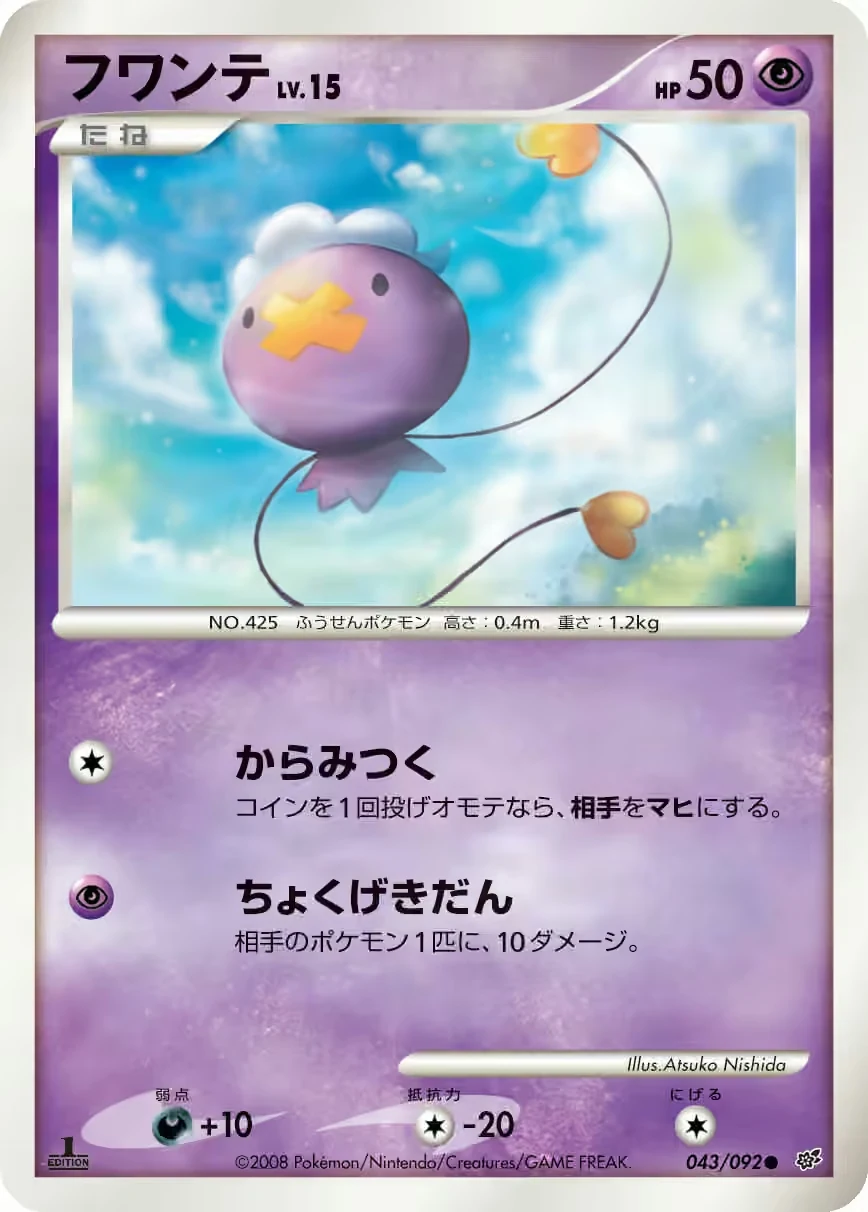 フワンテ LV.15 HP 50
たね
NO.425 ふうせんポケモン 高さ：0.4m 重さ：1.2kg
からみつく
コインを1回投げオモテなら、相手をマヒにする。
ちょくげきだん
相手のポケモン1匹に、10ダメージ。
Illus.Atsuko Nishida
弱点 抵抗力 にげる
+10 -20
1 EDITION ©2008 Pokémon/Nintendo/Creatures/GAME FREAK. 043/092●